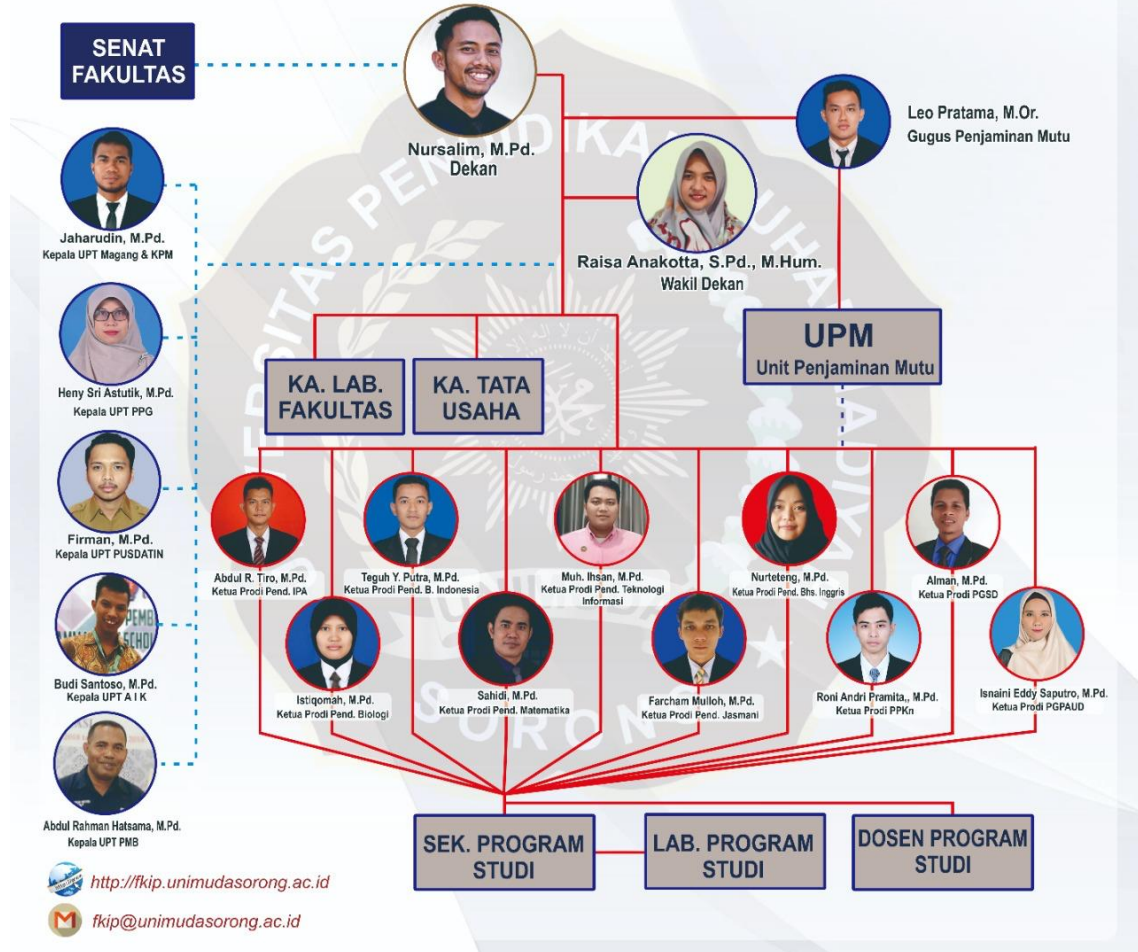 SENAT
FAKULTAS
Nursalim, M.Pd.
Dekan
Leo Pratama, M.Or.
Gugus Penjaminan Mutu
Raisa Anakotta, S.Pd., M.Hum.
Wakil Dekan
Jaharudin, M.Pd.
Kepala UPT Magang & KPM
Heny Sri Astutik, M.Pd.
Kepala UPT PPG
Firman, M.Pd.
Kepala UPT PUSDATIN
Budi Santoso, M.Pd.
Kepala UPT A I K
Abdul Rahman Hatsama, M.Pd.
Kepala UPT PMB
KA. LAB.
FAKULTAS
KA. TATA
USAHA
UPM
Unit Penjaminan Mutu
Abdul R. Tiro, M.Pd.
Ketua Prodi Pend. IPA
Teguh Y. Putra, M.Pd.
Ketua Prodi Pend. B. Indonesia
Muh. Ihsan, M.Pd.
Ketua Prodi Pend. Teknologi
Informasi
Nurteteng, M.Pd.
Ketua Prodi Pend. Bhs. Inggris
Alman, M.Pd.
Ketua Prodi PGSD
Istiqomah, M.Pd.
Ketua Prodi Pend. Biologi
Sahidi, M.Pd.
Ketua Prodi Pend. Matematika
Farcham Mulloh, M.Pd.
Ketua Prodi Pend. Jasmani
Roni Andri Pramita,, M.Pd.
Ketua Prodi PPKn
Isnaini Eddy Saputro, M.Pd.
Ketua Prodi PGPAUD
SEK. PROGRAM
STUDI
LAB. PROGRAM
STUDI
DOSEN PROGRAM
STUDI
http://fkip.unimudasorong.ac.id
fkip@unimudasorong.ac.id
SORONG